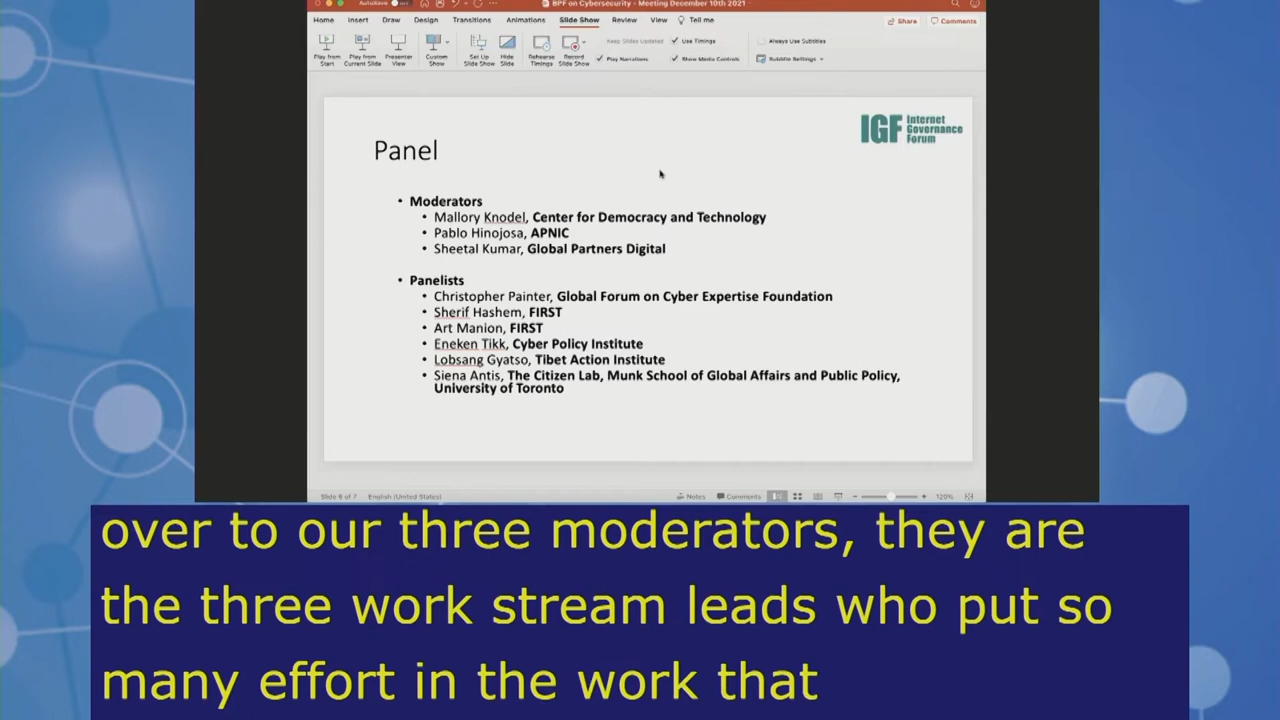 AutoSave
BPF on Cybersecurity - Meeting December 10th 2021
Home Insert Draw Design Transitions Animations Slide Show Review View Tell me Share Comments
Play from Start
Play from Current Slide
Presenter View
Custom Show
Set Up Slide Show
Hide Slide
Rehearse Timings
Record Slide Show
Keep Slides Updated
Play Narrations
Use Timings
Show Media Controls
Always Use Subtitles
Subtitle Settings
IGF Internet Governance Forum
Panel
• Moderators
• Mallory Knodel, Center for Democracy and Technology
• Pablo Hinojosa, APNIC
• Sheetal Kumar, Global Partners Digital
• Panelists
• Christopher Painter, Global Forum on Cyber Expertise Foundation
• Sherif Hashem, FIRST
• Art Manion, FIRST
• Eneken Tikk, Cyber Policy Institute
• Lobsang Gyatso, Tibet Action Institute
• Siena Antis, The Citizen Lab, Munk School of Global Affairs and Public Policy,
University of Toronto
Slide 6 of 7 English (United States) Notes Comments 120%
over to our three moderators, they are
the three work stream leads who put so
many effort in the work that